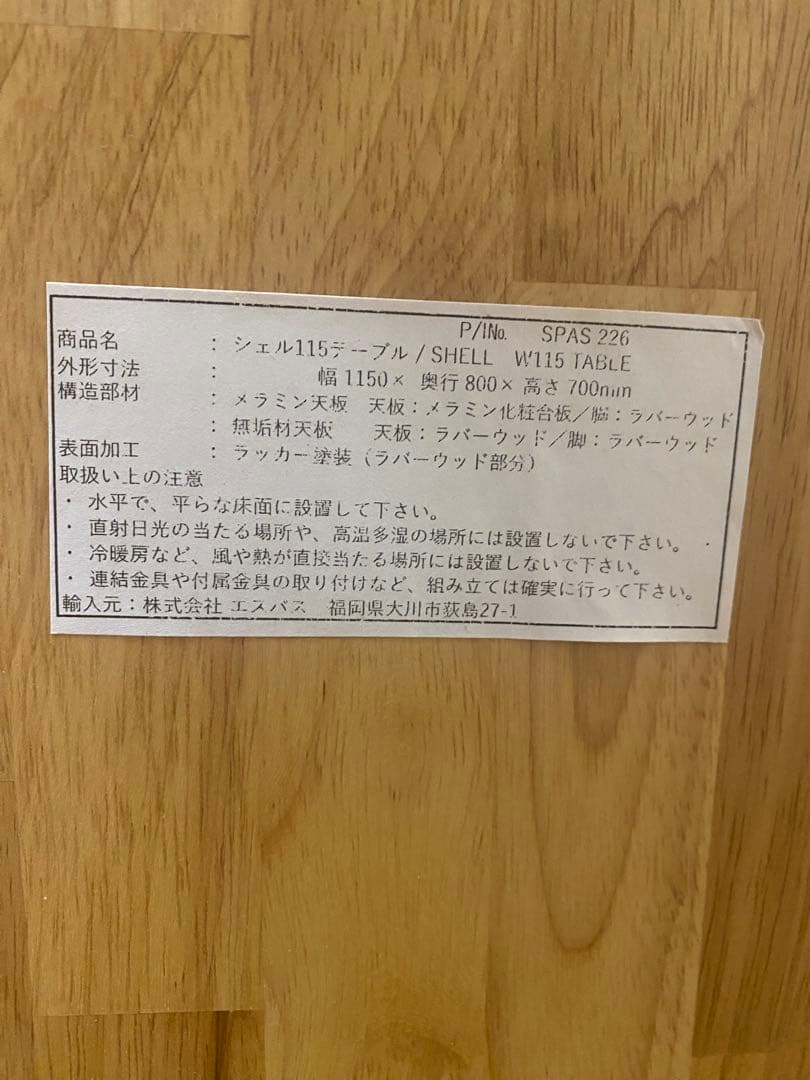 P/INo. SPAS 226
商品名 : シェル115テーブル / SHELL W115 TABLE
外形寸法 : 幅 1150× 奥行 800× 高さ 700mm
構造部材 : メラミン天板 天板：メラミン化粧合板／脚：ラバーウッド
: 無垢材天板 天板：ラバーウッド／脚：ラバーウッド
表面加工 : ラッカー塗装（ラバーウッド部分）
取扱い上の注意
・ 水平で、平らな床面に設置して下さい。
・ 直射日光の当たる場所や、高温多湿の場所には設置しないで下さい。
・ 冷暖房など、風や熱が直接当たる場所には設置しないで下さい。
・ 連結金具や付属金具の取り付けなど、組み立ては確実に行って下さい。
輸入元：株式会社 エスパス 福岡県大川市荻島27-1